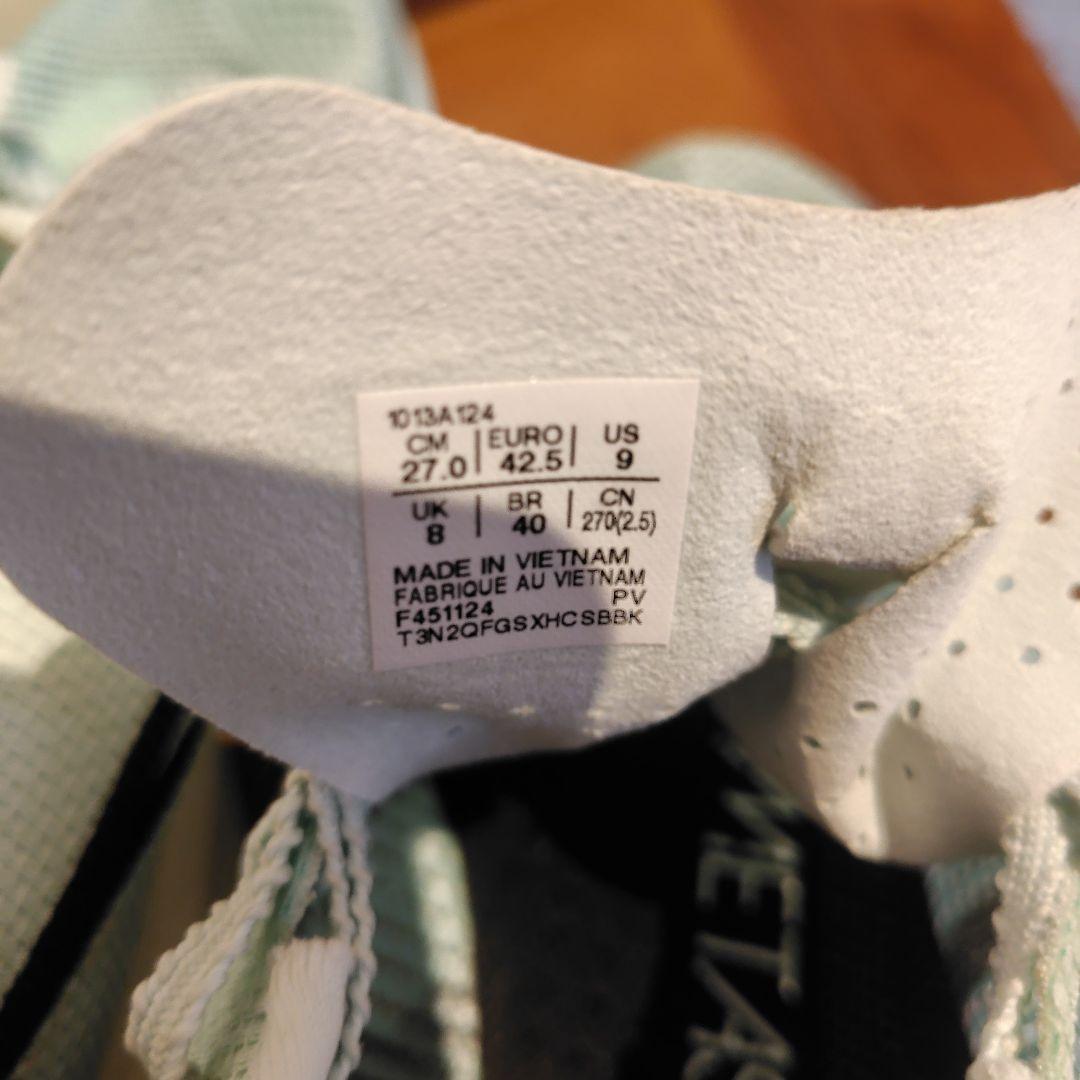 1013A124
CM | EURO | US
27.0 | 42.5 | 9
UK | BR | CN
8 | 40 | 270(2.5)
MADE IN VIETNAM
FABRIQUE AU VIETNAM
PV
F451124
T3N2QFGSXHCSBBK
METAS